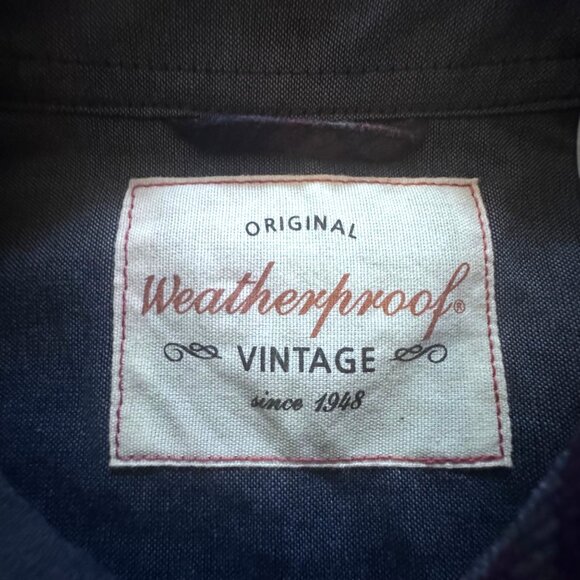 ORIGINAL
Weatherproof®
VINTAGE
since 1948